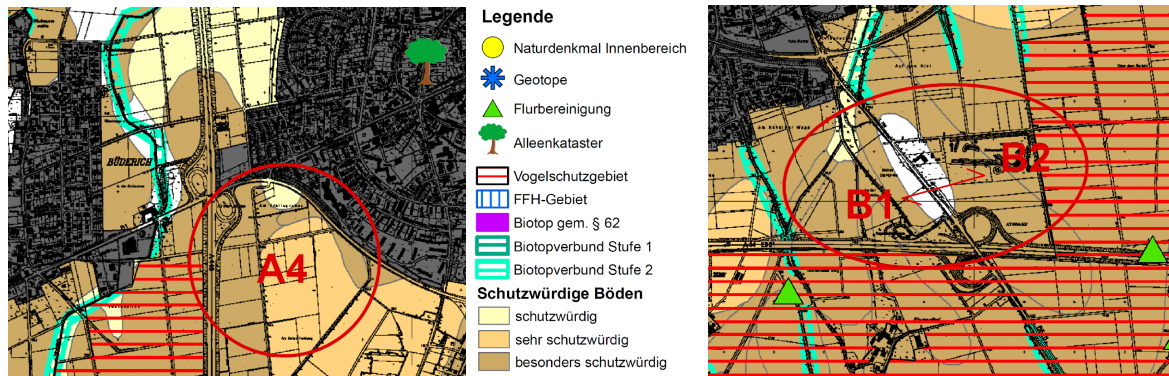 BÜDERICH
A4
Legende
Naturdenkmal Innenbereich
Geotope
Flurbereinigung
Alleenkataster
Vogelschutzgebiet
FFH-Gebiet
Biotop gem. § 62
Biotopverbund Stufe 1
Biotopverbund Stufe 2
Schutzwürdige Böden
schutzwürdig
sehr schutzwürdig
besonders schutzwürdig
B1
B2